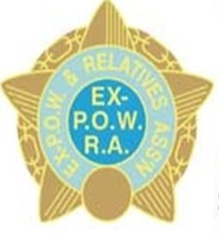 EX-P.O.W. & RELATIVES ASSN
EX-
P.O.W.
R.A.